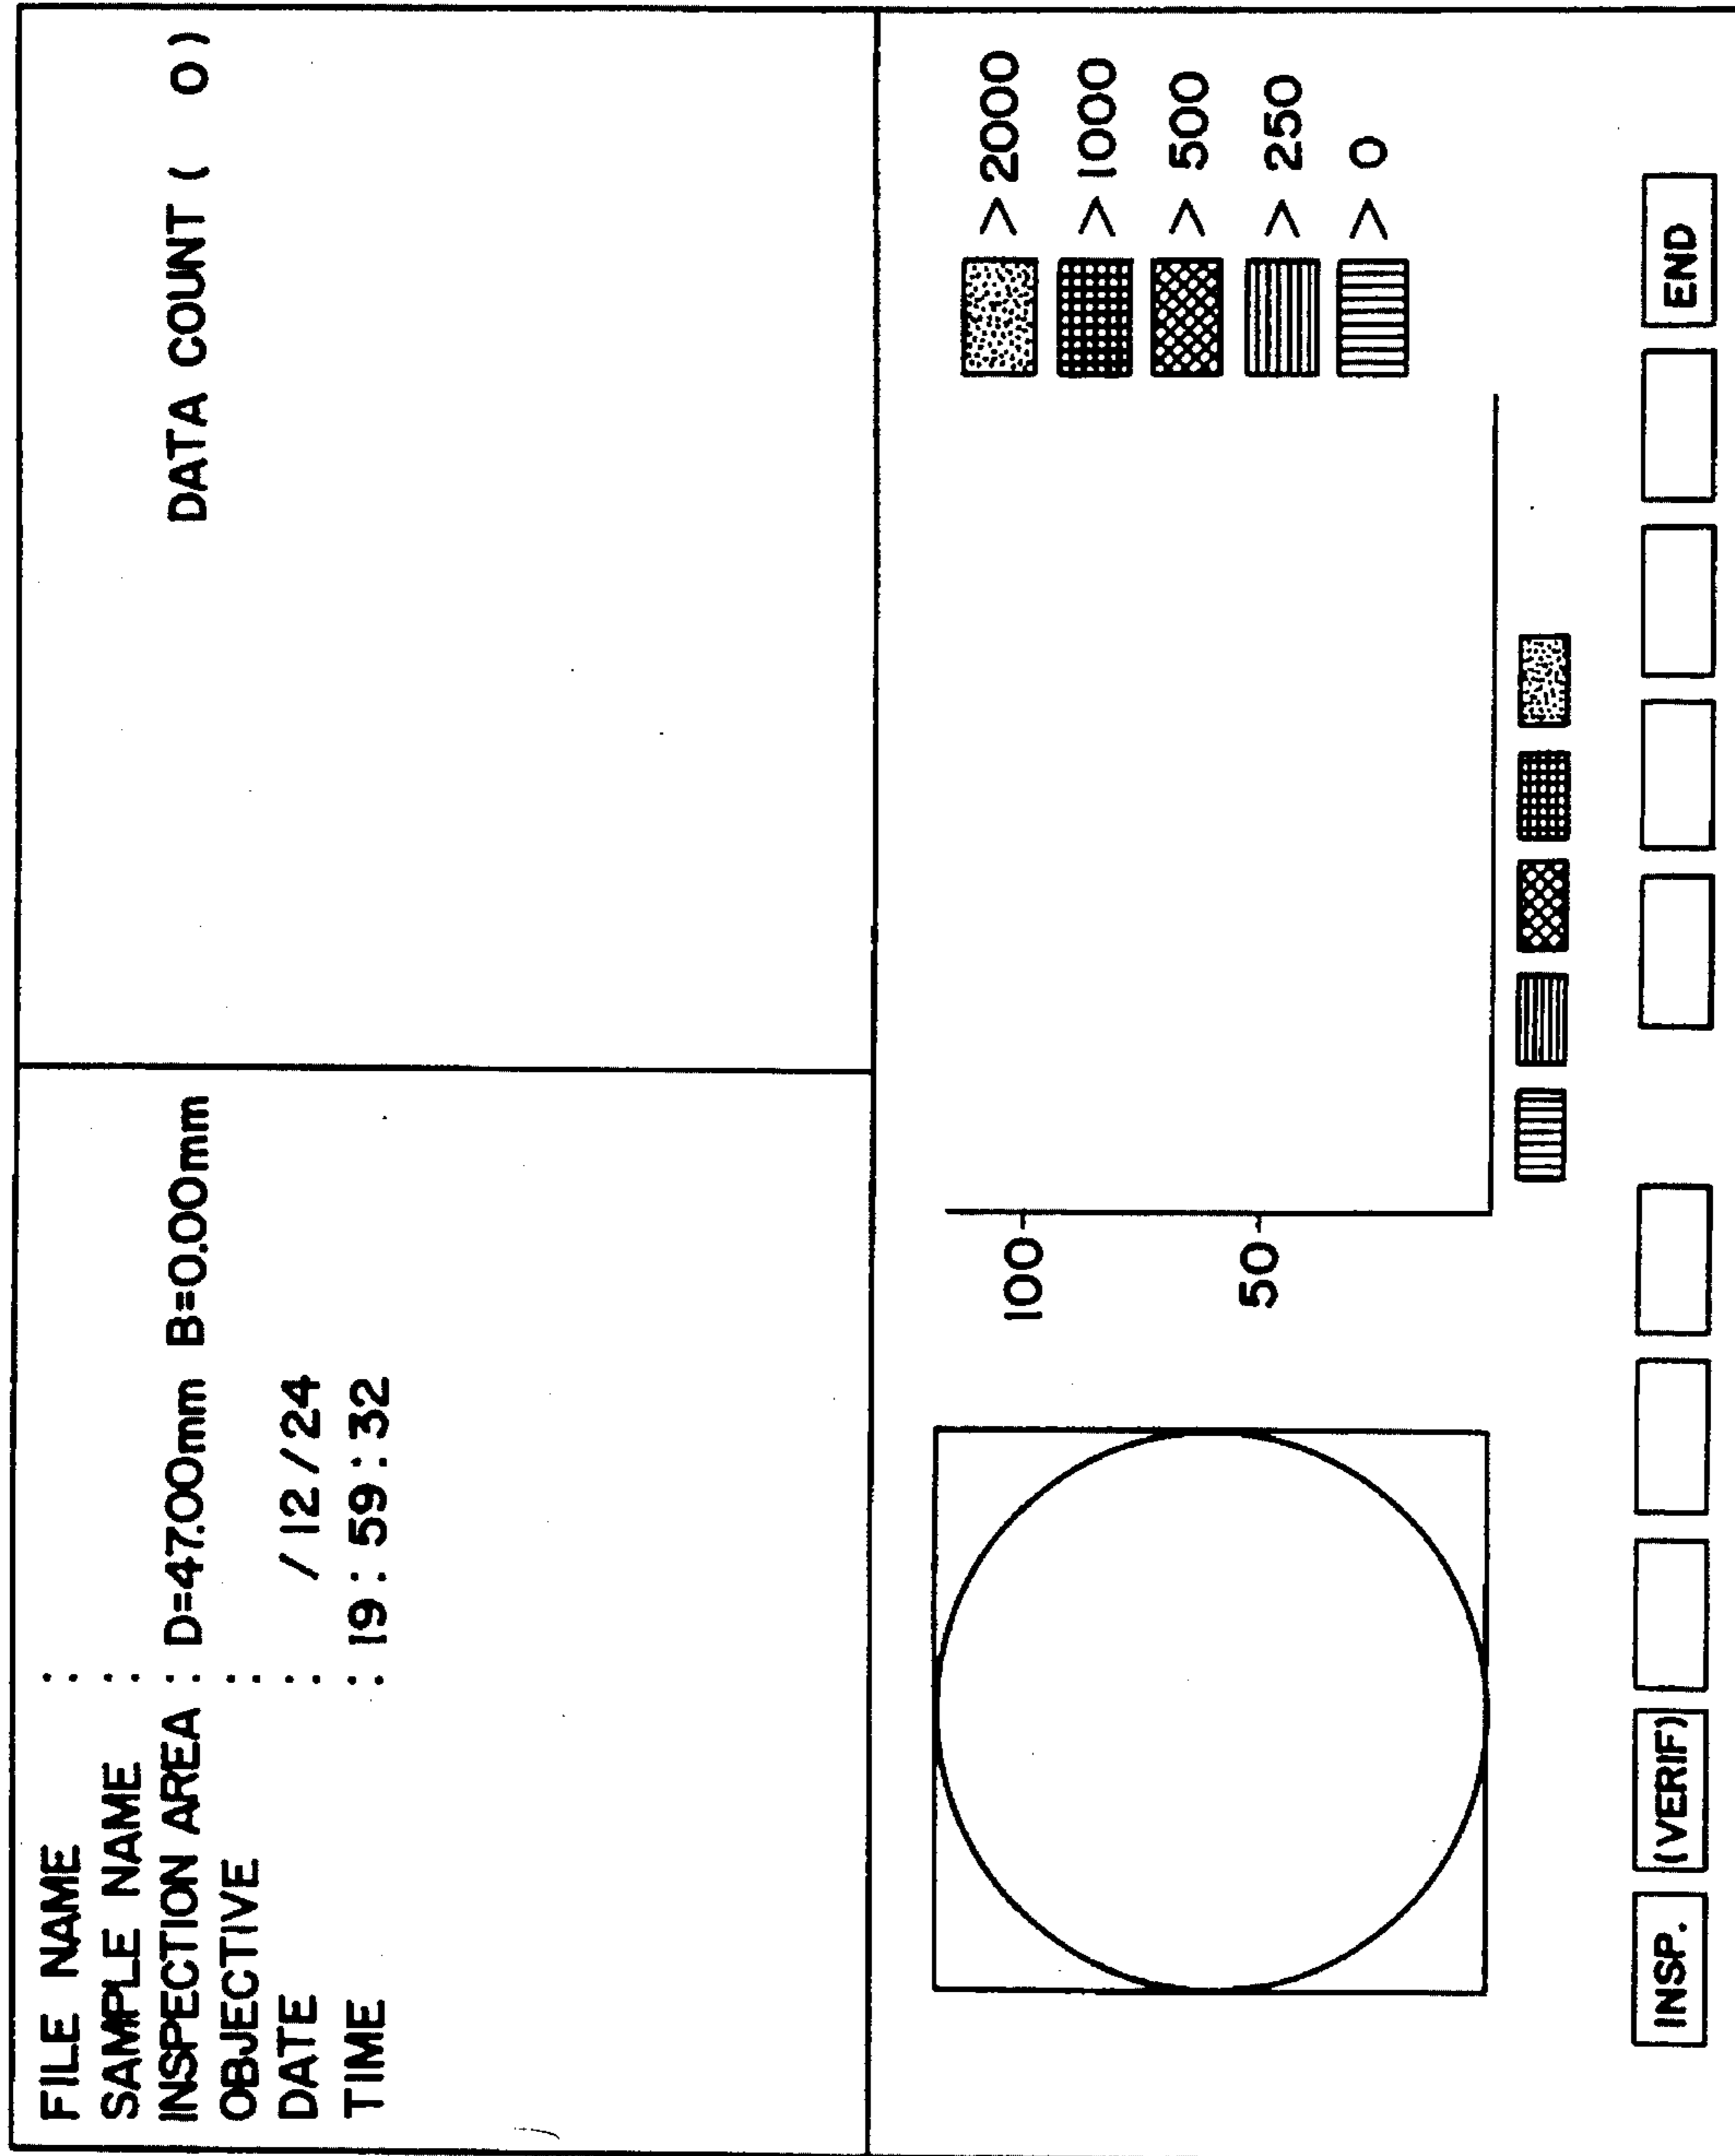 FILE NAME :
SAMPLE NAME :
INSPECTION AREA : D=47.00mm B=0.00mm
OBJECTIVE :
DATE : / 12 / 24
TIME : 19 : 59 : 32
DATA COUNT ( 0 )
100
50
> 2000
> 1000
> 500
> 250
> 0
INSP. (VERIF) END